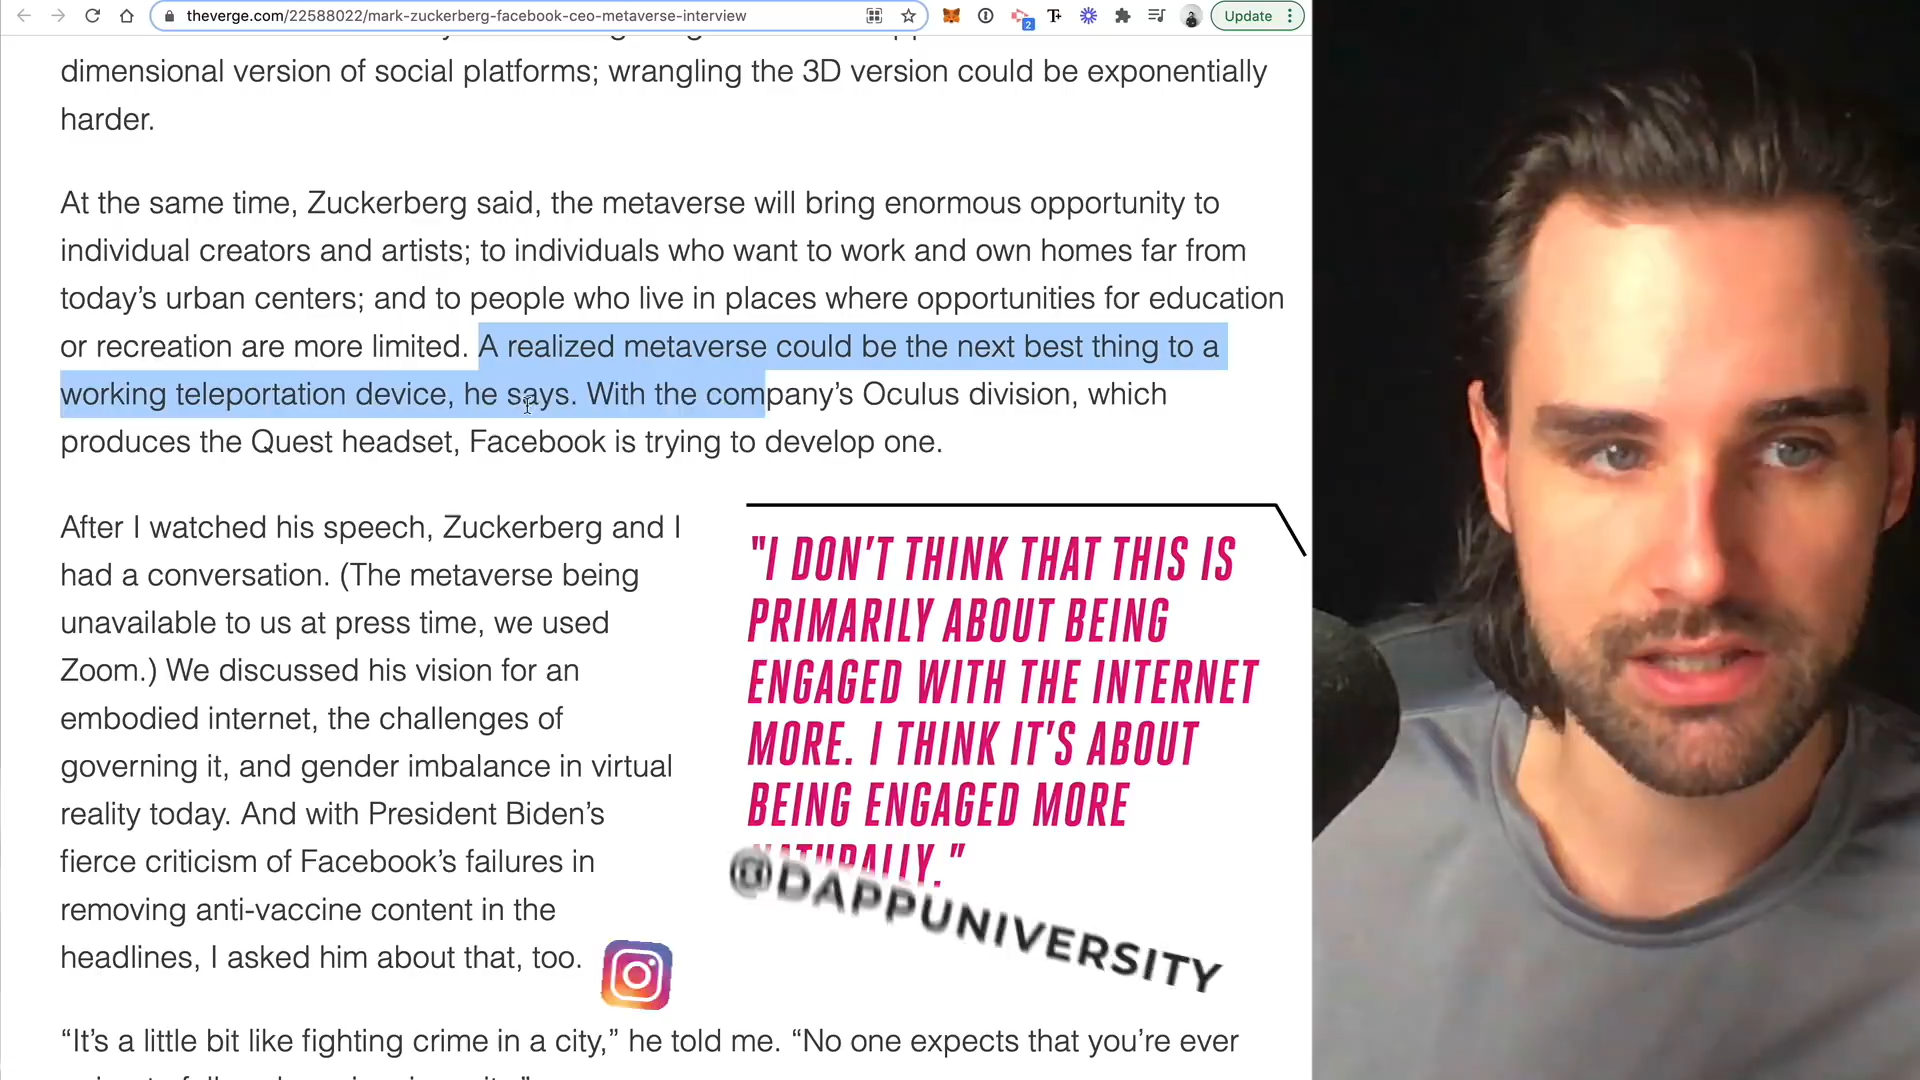 theverge.com/22588022/mark-zuckerberg-facebook-ceo-metaverse-interview
2
Update
dimensional version of social platforms; wrangling the 3D version could be exponentially
harder.
At the same time, Zuckerberg said, the metaverse will bring enormous opportunity to
individual creators and artists; to individuals who want to work and own homes far from
today’s urban centers; and to people who live in places where opportunities for education
or recreation are more limited. A realized metaverse could be the next best thing to a
working teleportation device, he says. With the company’s Oculus division, which
produces the Quest headset, Facebook is trying to develop one.
After I watched his speech, Zuckerberg and I
had a conversation. (The metaverse being
unavailable to us at press time, we used
Zoom.) We discussed his vision for an
embodied internet, the challenges of
governing it, and gender imbalance in virtual
reality today. And with President Biden’s
fierce criticism of Facebook’s failures in
removing anti-vaccine content in the
headlines, I asked him about that, too.
"I DON’T THINK THAT THIS IS
PRIMARILY ABOUT BEING
ENGAGED WITH THE INTERNET
MORE. I THINK IT’S ABOUT
BEING ENGAGED MORE
NATURALLY."
@DAPPUNIVERSITY
“It’s a little bit like fighting crime in a city,” he told me. “No one expects that you’re ever